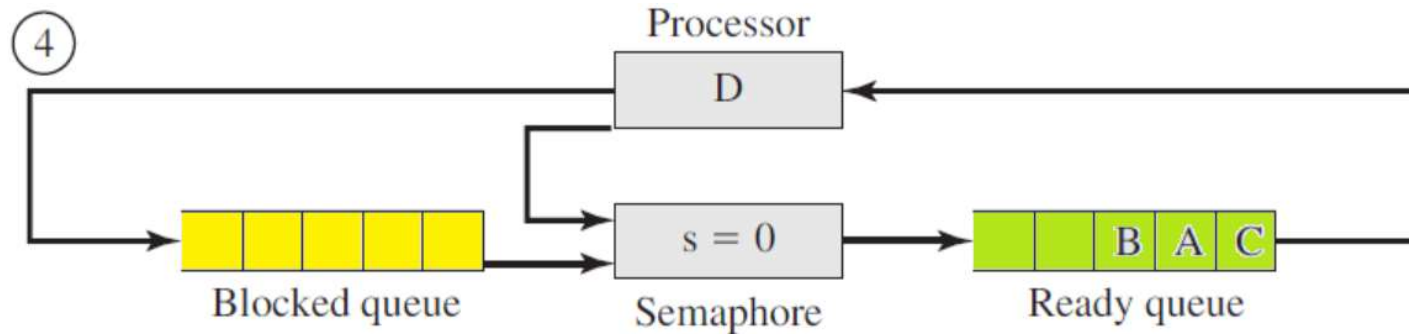 4
Processor
D
s = 0
B A C
Blocked queue
Semaphore
Ready queue